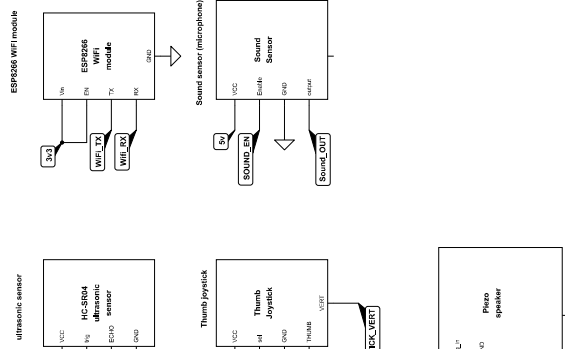 ESP8266 WIFI module
ESP8266
WiFi
module
GND
Vin
EN
TX
RX
3v3
WiFi_TX
Wifi_RX
Sound sensor (microphone)
Sound
Sensor
VCC
Enable
GND
output
5v
SOUND_EN
Sound_OUT
ultrasonic sensor
HC-SR04
ultrasonic
sensor
VCC
trig
ECHO
GND
Thumb joystick
Thumb
Joystick
VERT
VCC
sel
GND
THUMB
ICK_VERT
Piezo
speaker